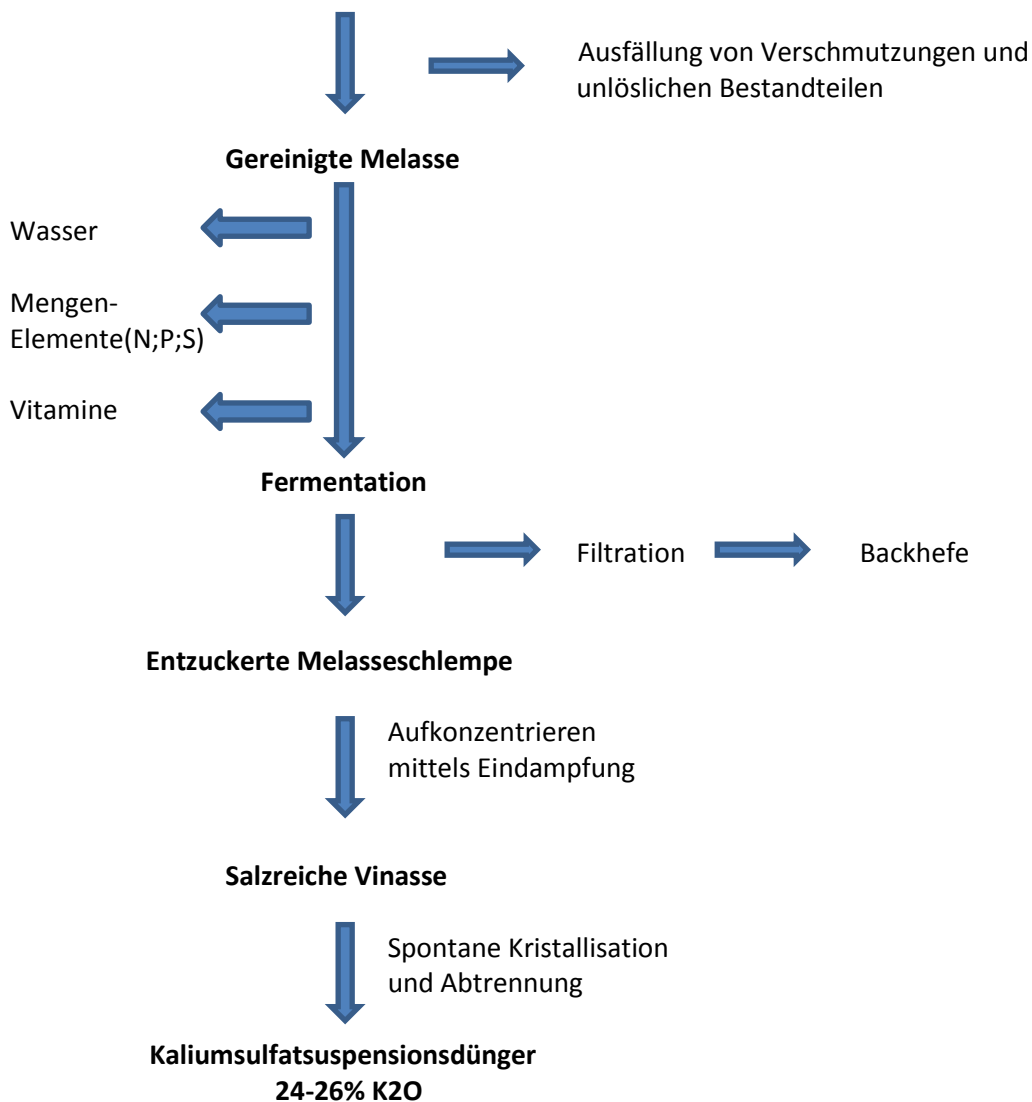 Ausfällung von Verschmutzungen und
unlöslichen Bestandteilen
Gereinigte Melasse
Wasser
Mengen-
Elemente(N;P;S)
Vitamine
Fermentation
Filtration
Backhefe
Entzuckerte Melasseschlempe
Aufkonzentrieren
mittels Eindampfung
Salzreiche Vinasse
Spontane Kristallisation
und Abtrennung
Kaliumsulfatsuspensionsdünger
24-26% K2O